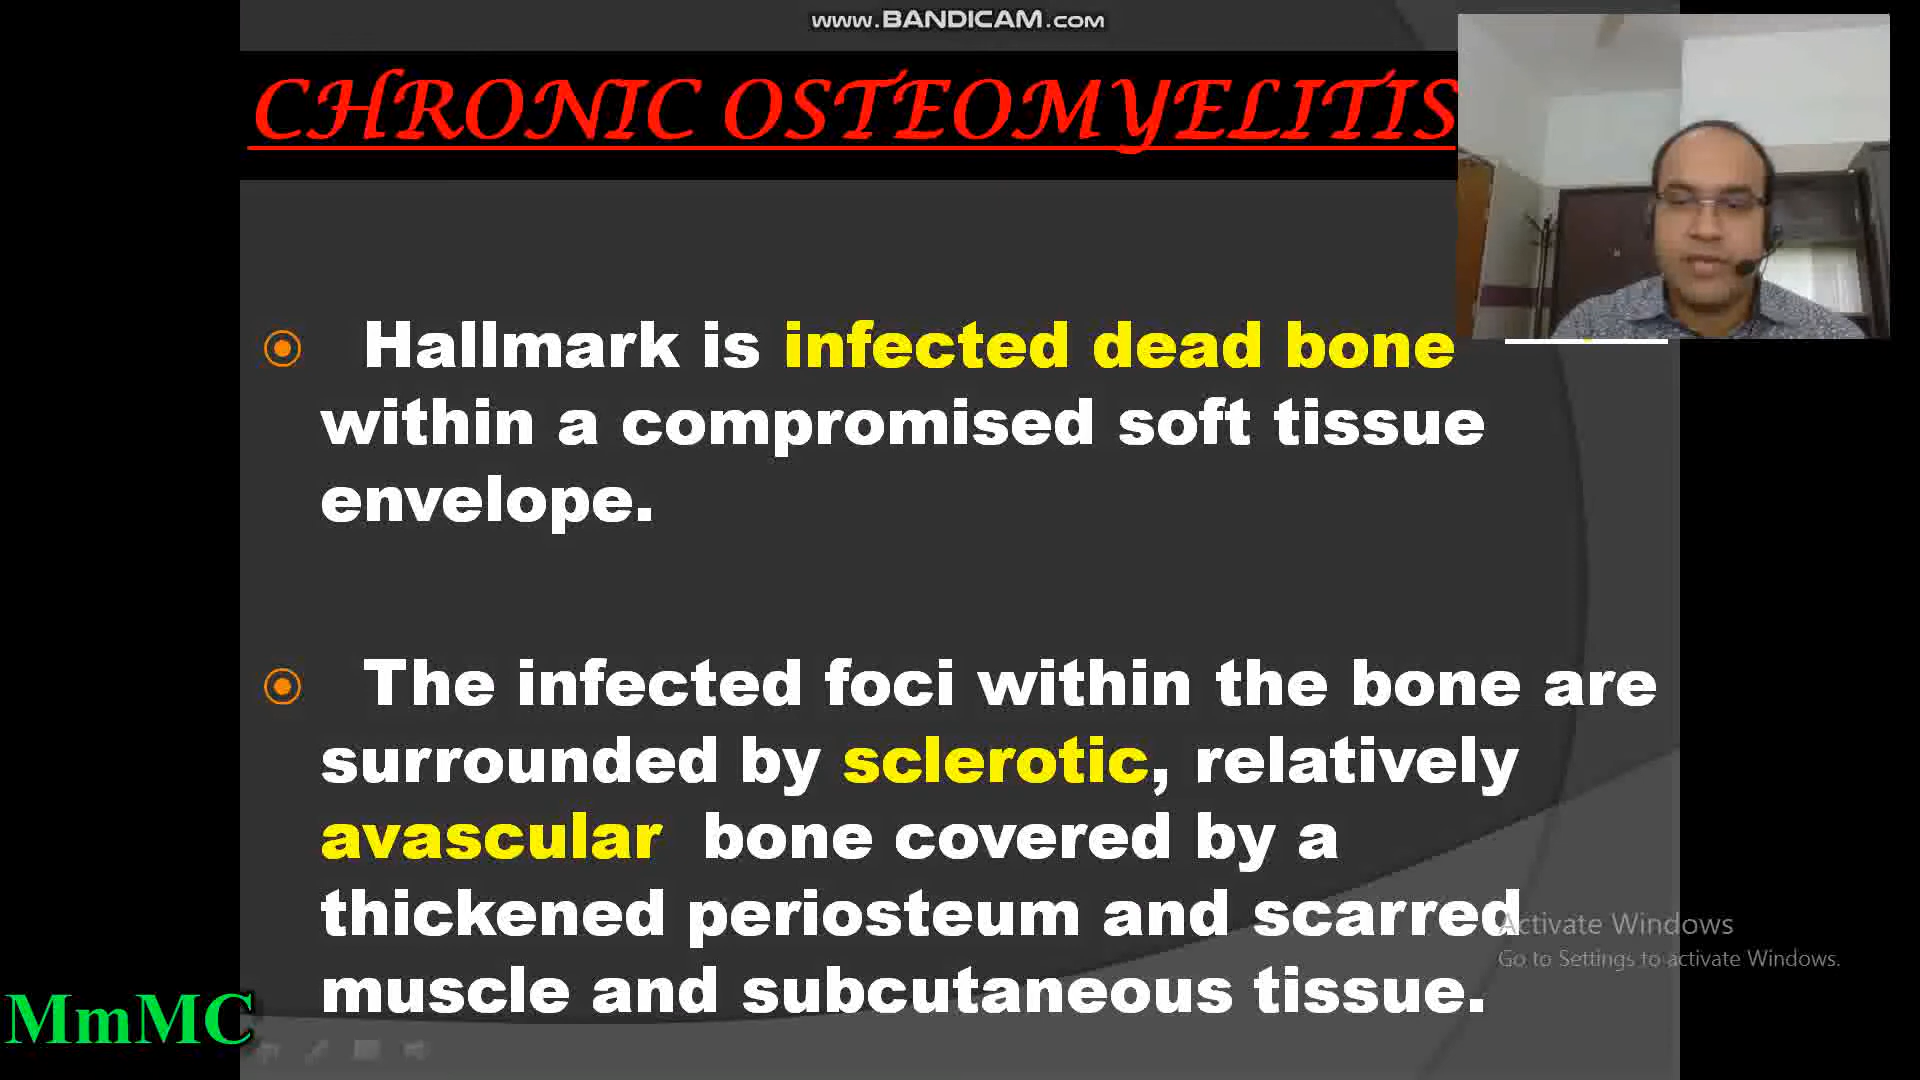 www.BANDICAM.com
CHRONIC OSTEOMYELITIS
Hallmark is infected dead bone
within a compromised soft tissue
envelope.
The infected foci within the bone are
surrounded by sclerotic, relatively
avascular bone covered by a
thickened periosteum and scarred
muscle and subcutaneous tissue.
Activate Windows
Go to Settings to activate Windows.
MmMC